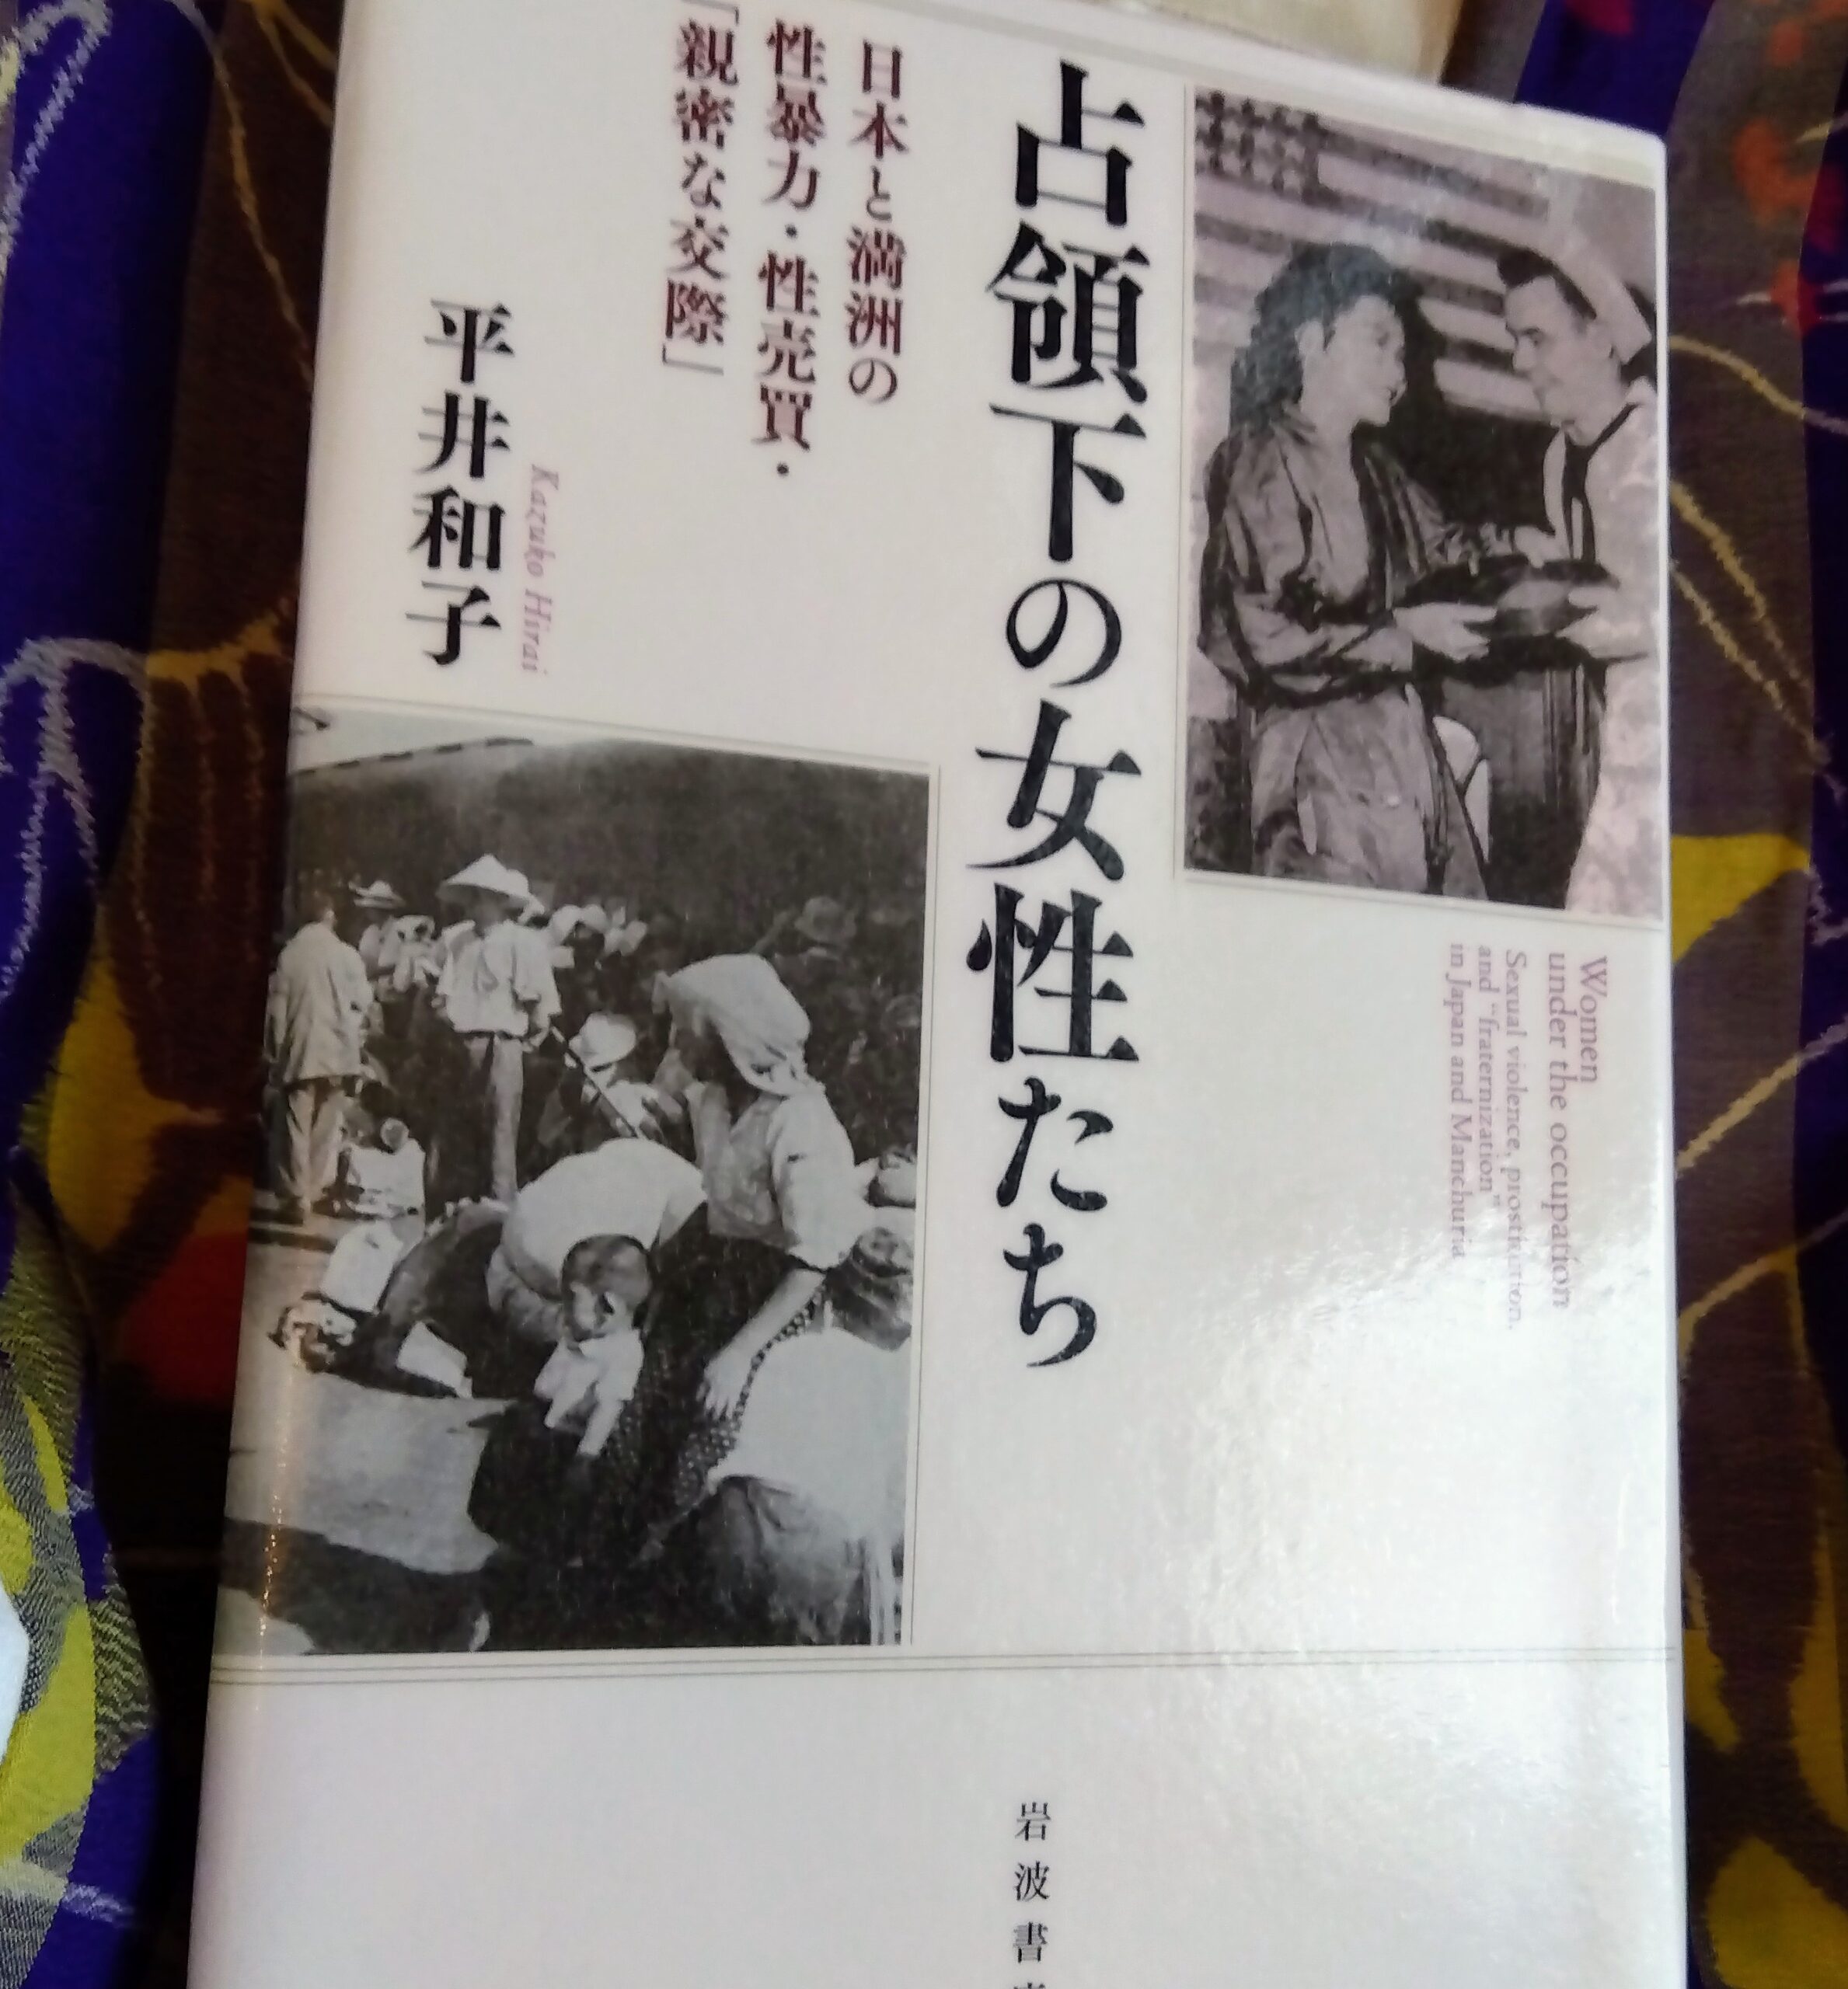 占領下の女性たち
日本と満洲の
性暴力・性売買・
「親密な交際」
平井和子
Kazuko Hirai
Women
under the occupation
Sexual violence, prostitution,
and "fraternization"
in Japan and Manchuria
岩波書